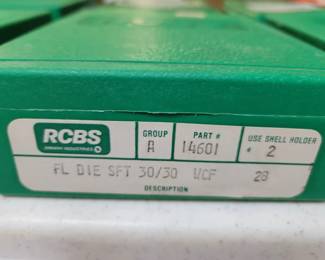 RCBS
GROUP PART # USE SHELL HOLDER
A 14601 # 2
FL DIE SET 30/30 WCF 28
DESCRIPTION